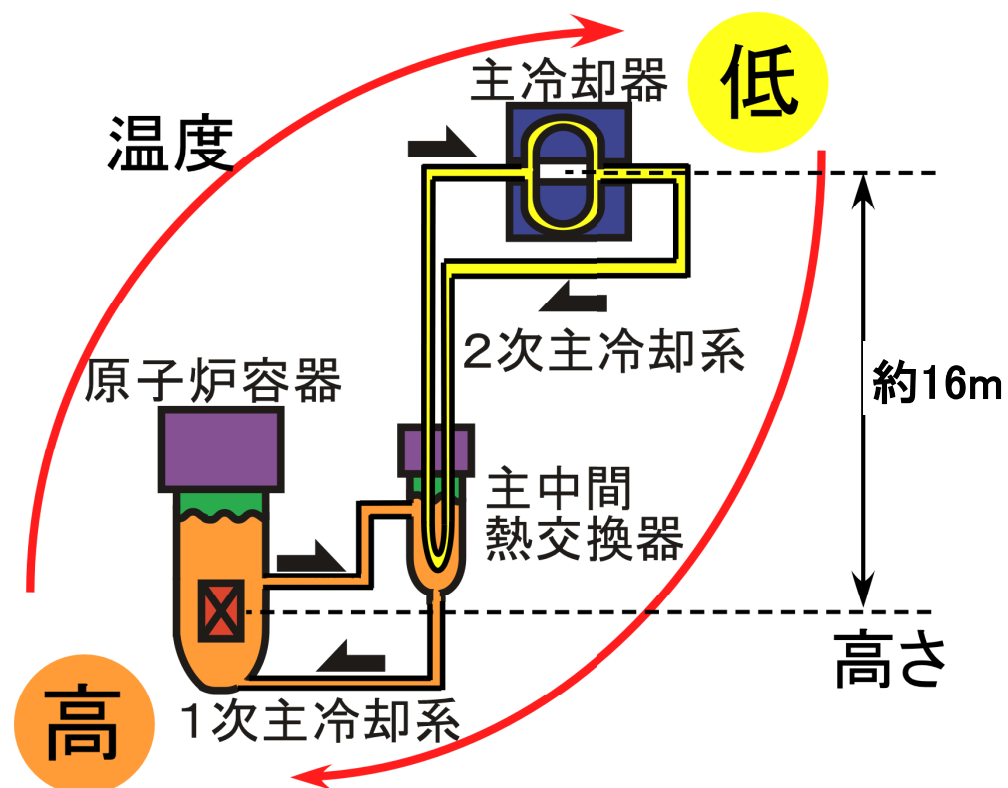 低
主冷却器
温度
2次主冷却系
原子炉容器
約16m
主中間
熱交換器
高さ
高
1次主冷却系